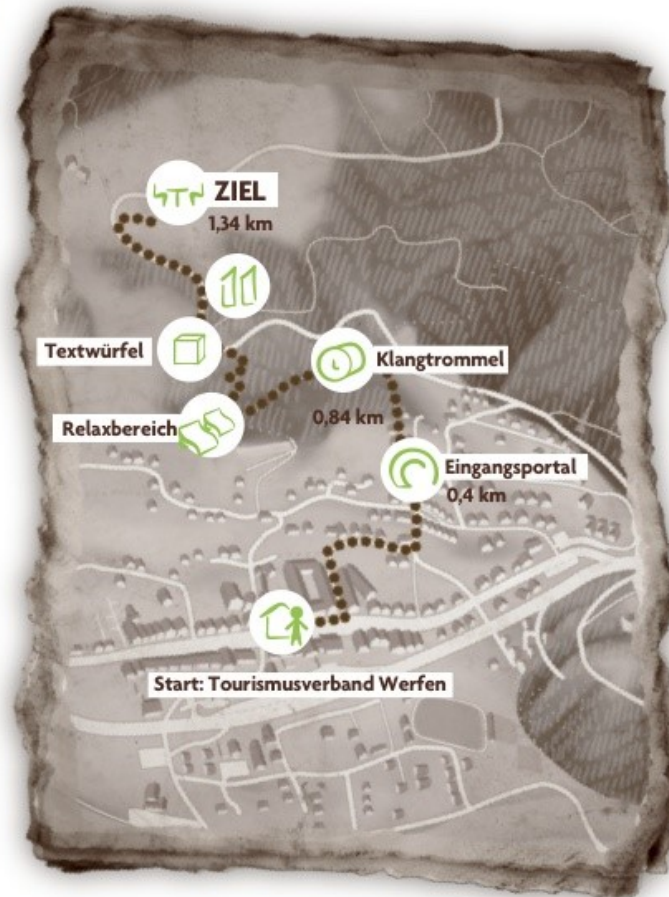 ZIEL
1,34 km
Textwürfel
Klangtrommel
0,84 km
Relaxbereich
Eingangsportal
0,4 km
Start: Tourismusverband Werfen